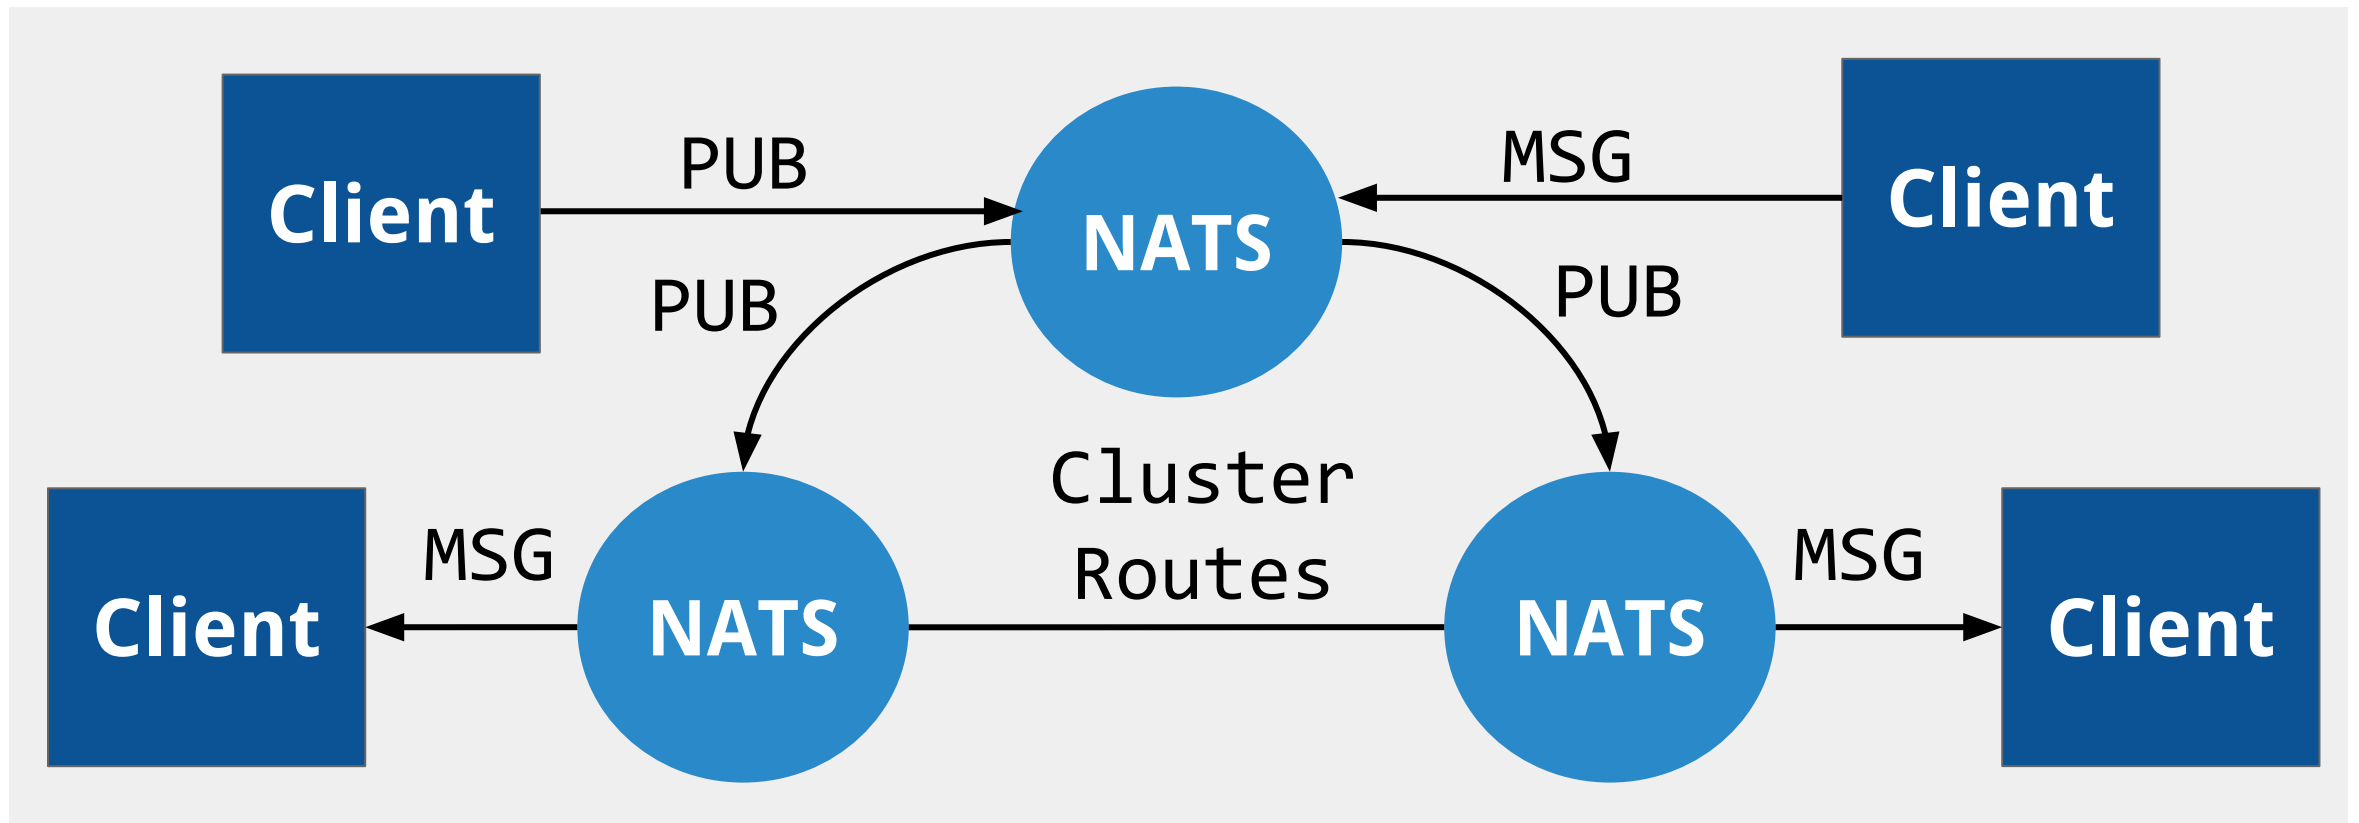 Client
PUB
NATS
MSG
Client
PUB
PUB
Client
MSG
NATS
Cluster
Routes
NATS
MSG
Client